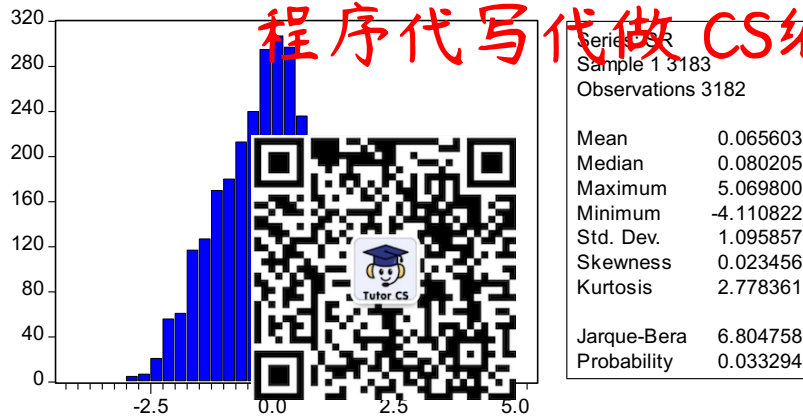 程序代写代做 CS编
320
280
240
200
160
120
80
40
0
-2.5 0.0 2.5 5.0
Tutor CS
Series: SR
Sample 1 3183
Observations 3182
Mean 0.065603
Median 0.080205
Maximum 5.069800
Minimum -4.110822
Std. Dev. 1.095857
Skewness 0.023456
Kurtosis 2.778361
Jarque-Bera 6.804758
Probability 0.033294